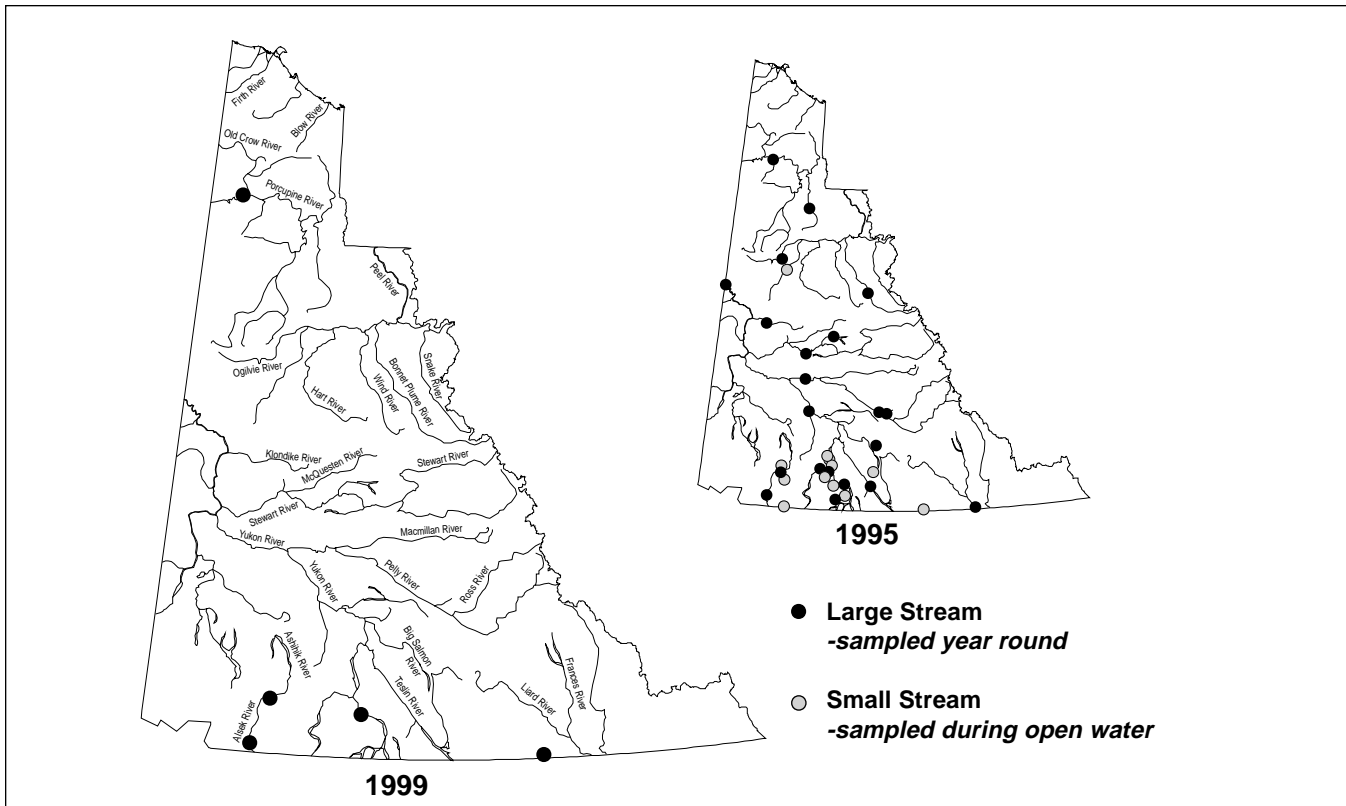 Firth River
Blow River
Old Crow River
Porcupine River
Peel River
Ogilvie River
Hart River
Wind River
Bonnet Plume River
Snake River
Klondike River
McQuesten River
Stewart River
Stewart River
Yukon River
Macmillan River
Yukon River
Pelly River
Ross River
Ashihik River
Alsek River
Big Salmon
River
Teslin River
Liard River
Frances River
1999
1995
Large Stream
-sampled year round
Small Stream
-sampled during open water